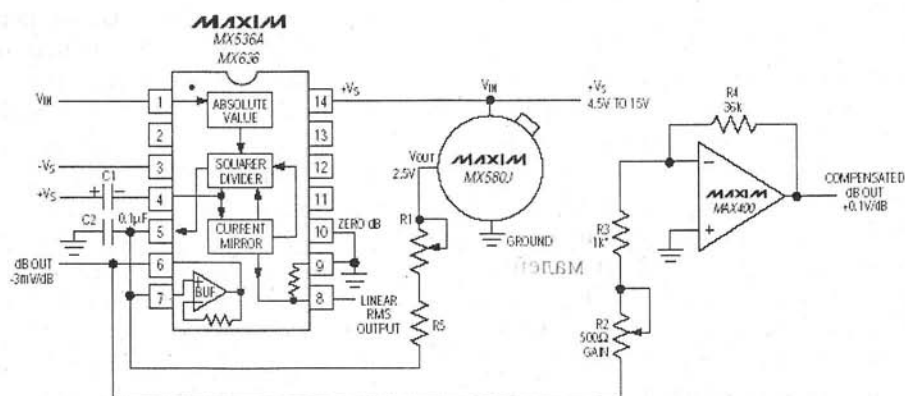 MAXIM
MX536A
MX636
VIN
1
ABSOLUTE
VALUE
14
+VS
VIN
+VS
4.5V TO 15V
R4
36k
2
13
-VS
3
SQUARER
DIVIDER
12
VOUT
2.5V
MAXIM
MX580J
MAXIM
MAX400
COMPENSATED
dB OUT
+0.1V/dB
+VS
C1
4
11
R1
R3
1k*
C2
0.1µF
5
CURRENT
MIRROR
10
ZERO dB
GROUND
малей
dB OUT
-3mV/dB
6
9
7
BUF
8
LINEAR
RMS
OUTPUT
R5
R2
500Ω
GAIN